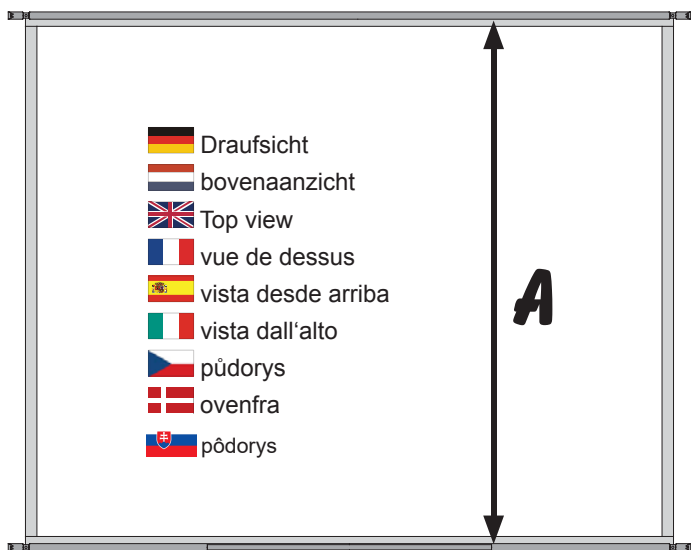 Draufsicht
bovenaanzicht
Top view
vue de dessus
vista desde arriba
vista dall‘alto
půdorys
ovenfra
pôdorys
A